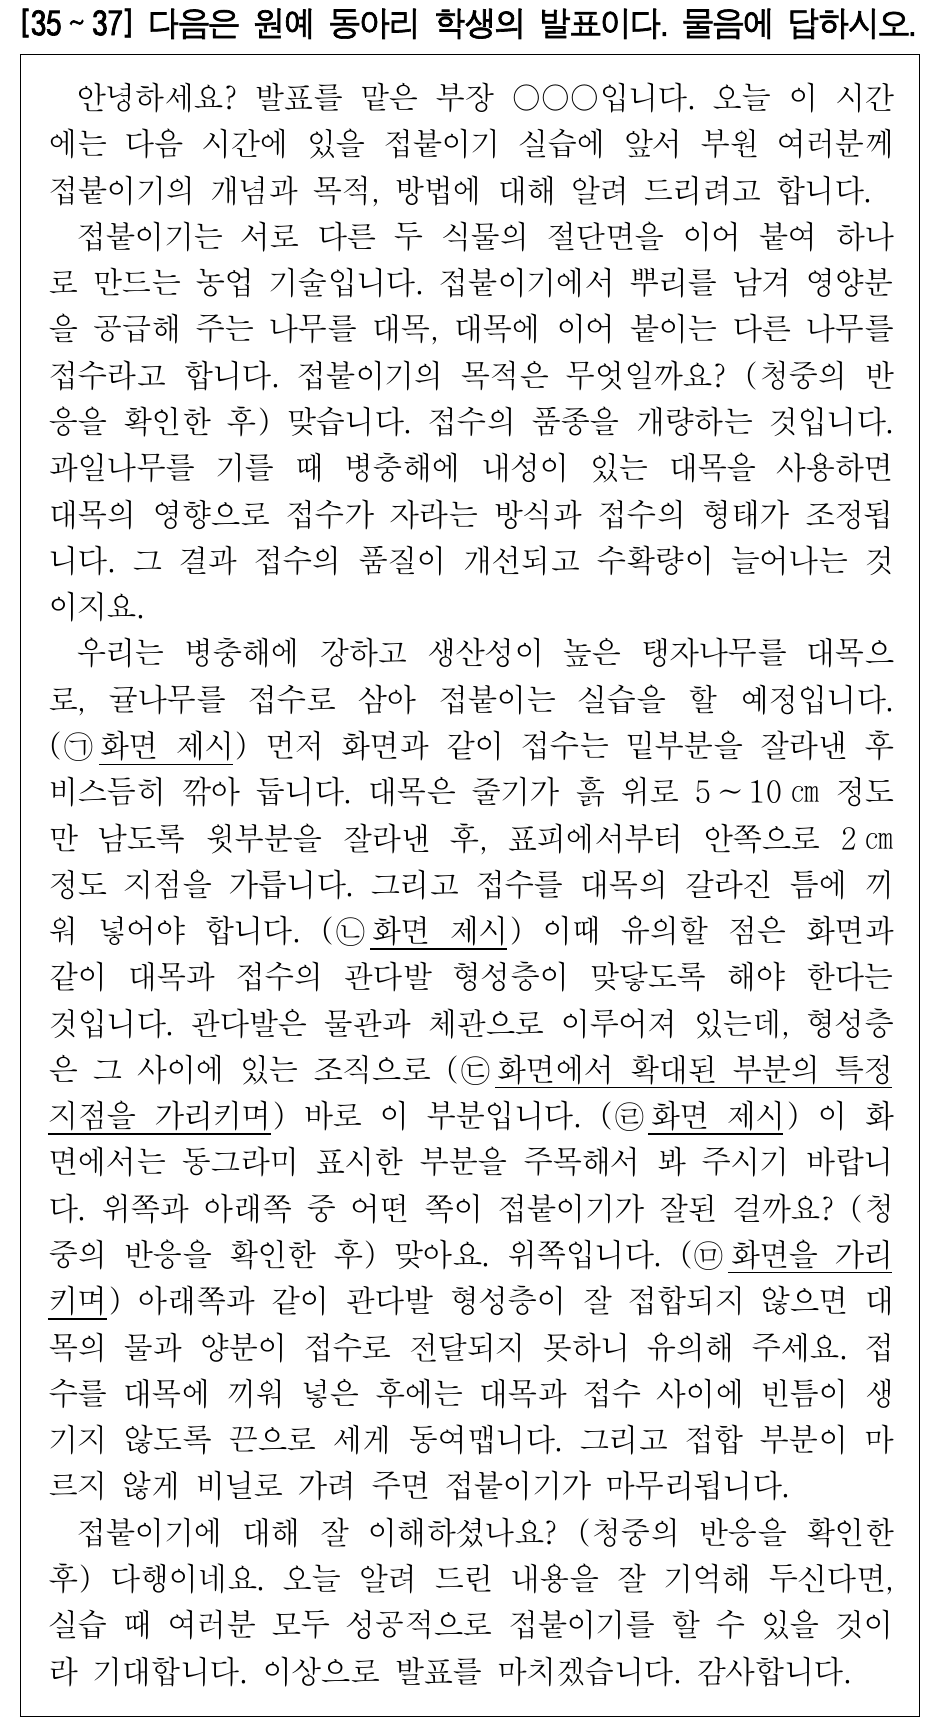 [35~37] 다음은 원예 동아리 학생의 발표이다. 물음에 답하시오.
안녕하세요? 발표를 맡은 부장 ○○○입니다. 오늘 이 시간
에는 다음 시간에 있을 접붙이기 실습에 앞서 부원 여러분께
접붙이기의 개념과 목적, 방법에 대해 알려 드리려고 합니다.
접붙이기는 서로 다른 두 식물의 절단면을 이어 붙여 하나
로 만드는 농업 기술입니다. 접붙이기에서 뿌리를 남겨 영양분
을 공급해 주는 나무를 대목, 대목에 이어 붙이는 다른 나무를
접수라고 합니다. 접붙이기의 목적은 무엇일까요? (청중의 반
응을 확인한 후) 맞습니다. 접수의 품종을 개량하는 것입니다.
과일나무를 기를 때 병충해에 내성이 있는 대목을 사용하면
대목의 영향으로 접수가 자라는 방식과 접수의 형태가 조정됩
니다. 그 결과 접수의 품질이 개선되고 수확량이 늘어나는 것
이지요.
우리는 병충해에 강하고 생산성이 높은 탱자나무를 대목으
로, 귤나무를 접수로 삼아 접붙이는 실습을 할 예정입니다.
(㉠화면 제시) 먼저 화면과 같이 접수는 밑부분을 잘라낸 후
비스듬히 깎아 둡니다. 대목은 줄기가 흙 위로 5~10㎝ 정도
만 남도록 윗부분을 잘라낸 후, 표피에서부터 안쪽으로 2㎝
정도 지점을 가릅니다. 그리고 접수를 대목의 갈라진 틈에 끼
워 넣어야 합니다. (㉡화면 제시) 이때 유의할 점은 화면과
같이 대목과 접수의 관다발 형성층이 맞닿도록 해야 한다는
것입니다. 관다발은 물관과 체관으로 이루어져 있는데, 형성층
은 그 사이에 있는 조직으로 (㉢화면에서 확대된 부분의 특정
지점을 가리키며) 바로 이 부분입니다. (㉣화면 제시) 이 화
면에서는 동그라미 표시한 부분을 주목해서 봐 주시기 바랍니
다. 위쪽과 아래쪽 중 어떤 쪽이 접붙이기가 잘된 걸까요? (청
중의 반응을 확인한 후) 맞아요. 위쪽입니다. (㉤화면을 가리
키며) 아래쪽과 같이 관다발 형성층이 잘 접합되지 않으면 대
목의 물과 양분이 접수로 전달되지 못하니 유의해 주세요. 접
수를 대목에 끼워 넣은 후에는 대목과 접수 사이에 빈틈이 생
기지 않도록 끈으로 세게 동여맵니다. 그리고 접합 부분이 마
르지 않게 비닐로 가려 주면 접붙이기가 마무리됩니다.
접붙이기에 대해 잘 이해하셨나요? (청중의 반응을 확인한
후) 다행이네요. 오늘 알려 드린 내용을 잘 기억해 두신다면,
실습 때 여러분 모두 성공적으로 접붙이기를 할 수 있을 것이
라 기대합니다. 이상으로 발표를 마치겠습니다. 감사합니다.